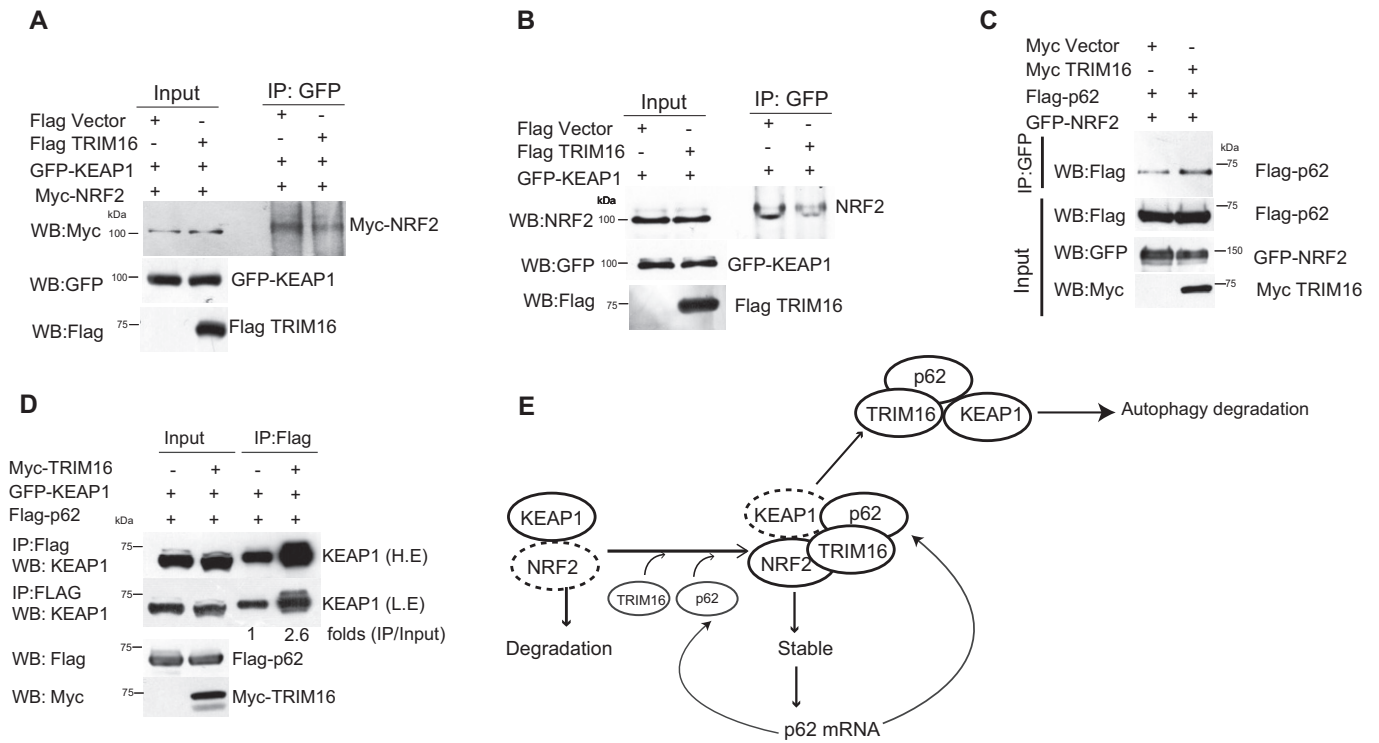 A
Input IP: GFP
Flag Vector + - + -
Flag TRIM16 - + - +
GFP-KEAP1 + + + +
Myc-NRF2 + + + +
kDa
WB:Myc 100 Myc-NRF2
WB:GFP 100 GFP-KEAP1
WB:Flag 75 Flag TRIM16
B
Input IP: GFP
Flag Vector + - + -
Flag TRIM16 - + - +
GFP-KEAP1 + + + +
kDa
WB:NRF2 100 NRF2
WB:GFP 100 GFP-KEAP1
WB:Flag 75 Flag TRIM16
C
Myc Vector + -
Myc TRIM16 - +
Flag-p62 + +
GFP-NRF2 + +
kDa
IP:GFP
WB:Flag 75 Flag-p62
Input
WB:Flag 75 Flag-p62
WB:GFP 150 GFP-NRF2
WB:Myc 75 Myc TRIM16
D
Input IP:Flag
Myc-TRIM16 - + - +
GFP-KEAP1 + + + +
Flag-p62 + + + +
kDa
IP:Flag 75
WB: KEAP1 KEAP1 (H.E)
IP:FLAG 75
WB: KEAP1 KEAP1 (L.E)
1 2.6 folds (IP/Input)
WB: Flag 75 Flag-p62
WB: Myc 75 Myc-TRIM16
E
p62
TRIM16 KEAP1 Autophagy degradation
KEAP1 KEAP1 p62
NRF2 NRF2 TRIM16
TRIM16 p62
Degradation Stable
p62 mRNA